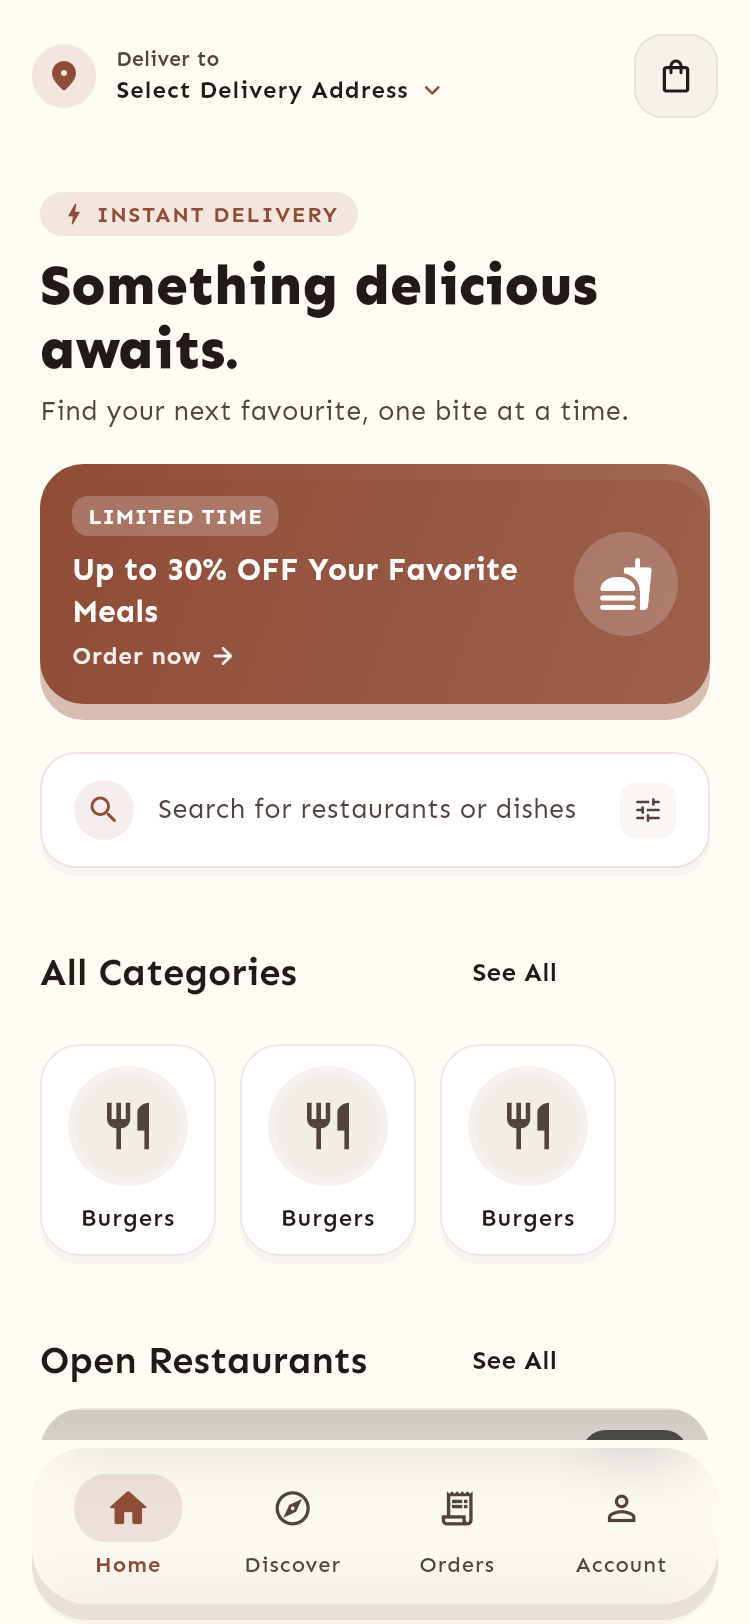 Deliver to
Select Delivery Address
INSTANT DELIVERY
Something delicious
awaits.
Find your next favourite, one bite at a time.
LIMITED TIME
Up to 30% OFF Your Favorite
Meals
Order now
Search for restaurants or dishes
All Categories
See All
Burgers
Burgers
Burgers
Open Restaurants
See All
Home
Discover
Orders
Account